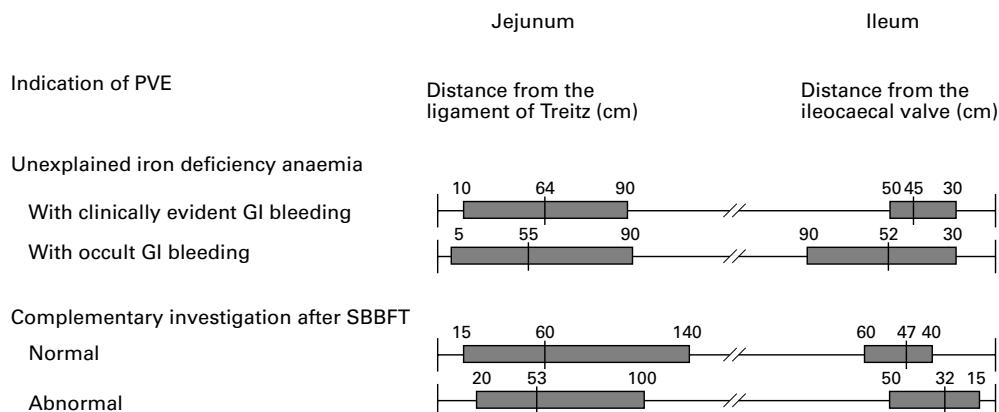 Jejunum Ileum
Indication of PVE
Distance from the
ligament of Treitz (cm)
Distance from the
ileocaecal valve (cm)
Unexplained iron deficiency anaemia
10 64 90 50 45 30
With clinically evident GI bleeding
5 55 90 90 52 30
With occult GI bleeding
Complementary investigation after SBBFT
15 60 140 60 47 40
Normal
20 53 100 50 32 15
Abnormal